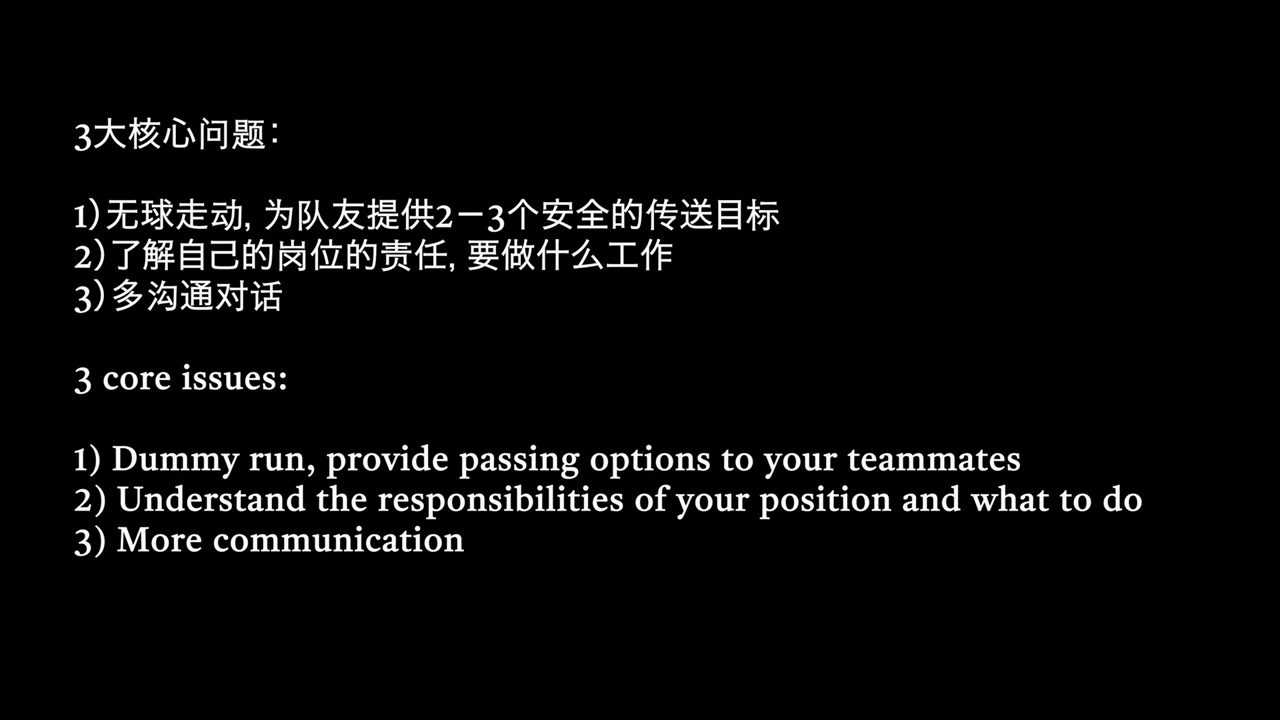 3大核心问题:
1)无球走动, 为队友提供2－3个安全的传送目标
2)了解自己的岗位的责任, 要做什么工作
3)多沟通对话
3 core issues:
1) Dummy run, provide passing options to your teammates
2) Understand the responsibilities of your position and what to do
3) More communication